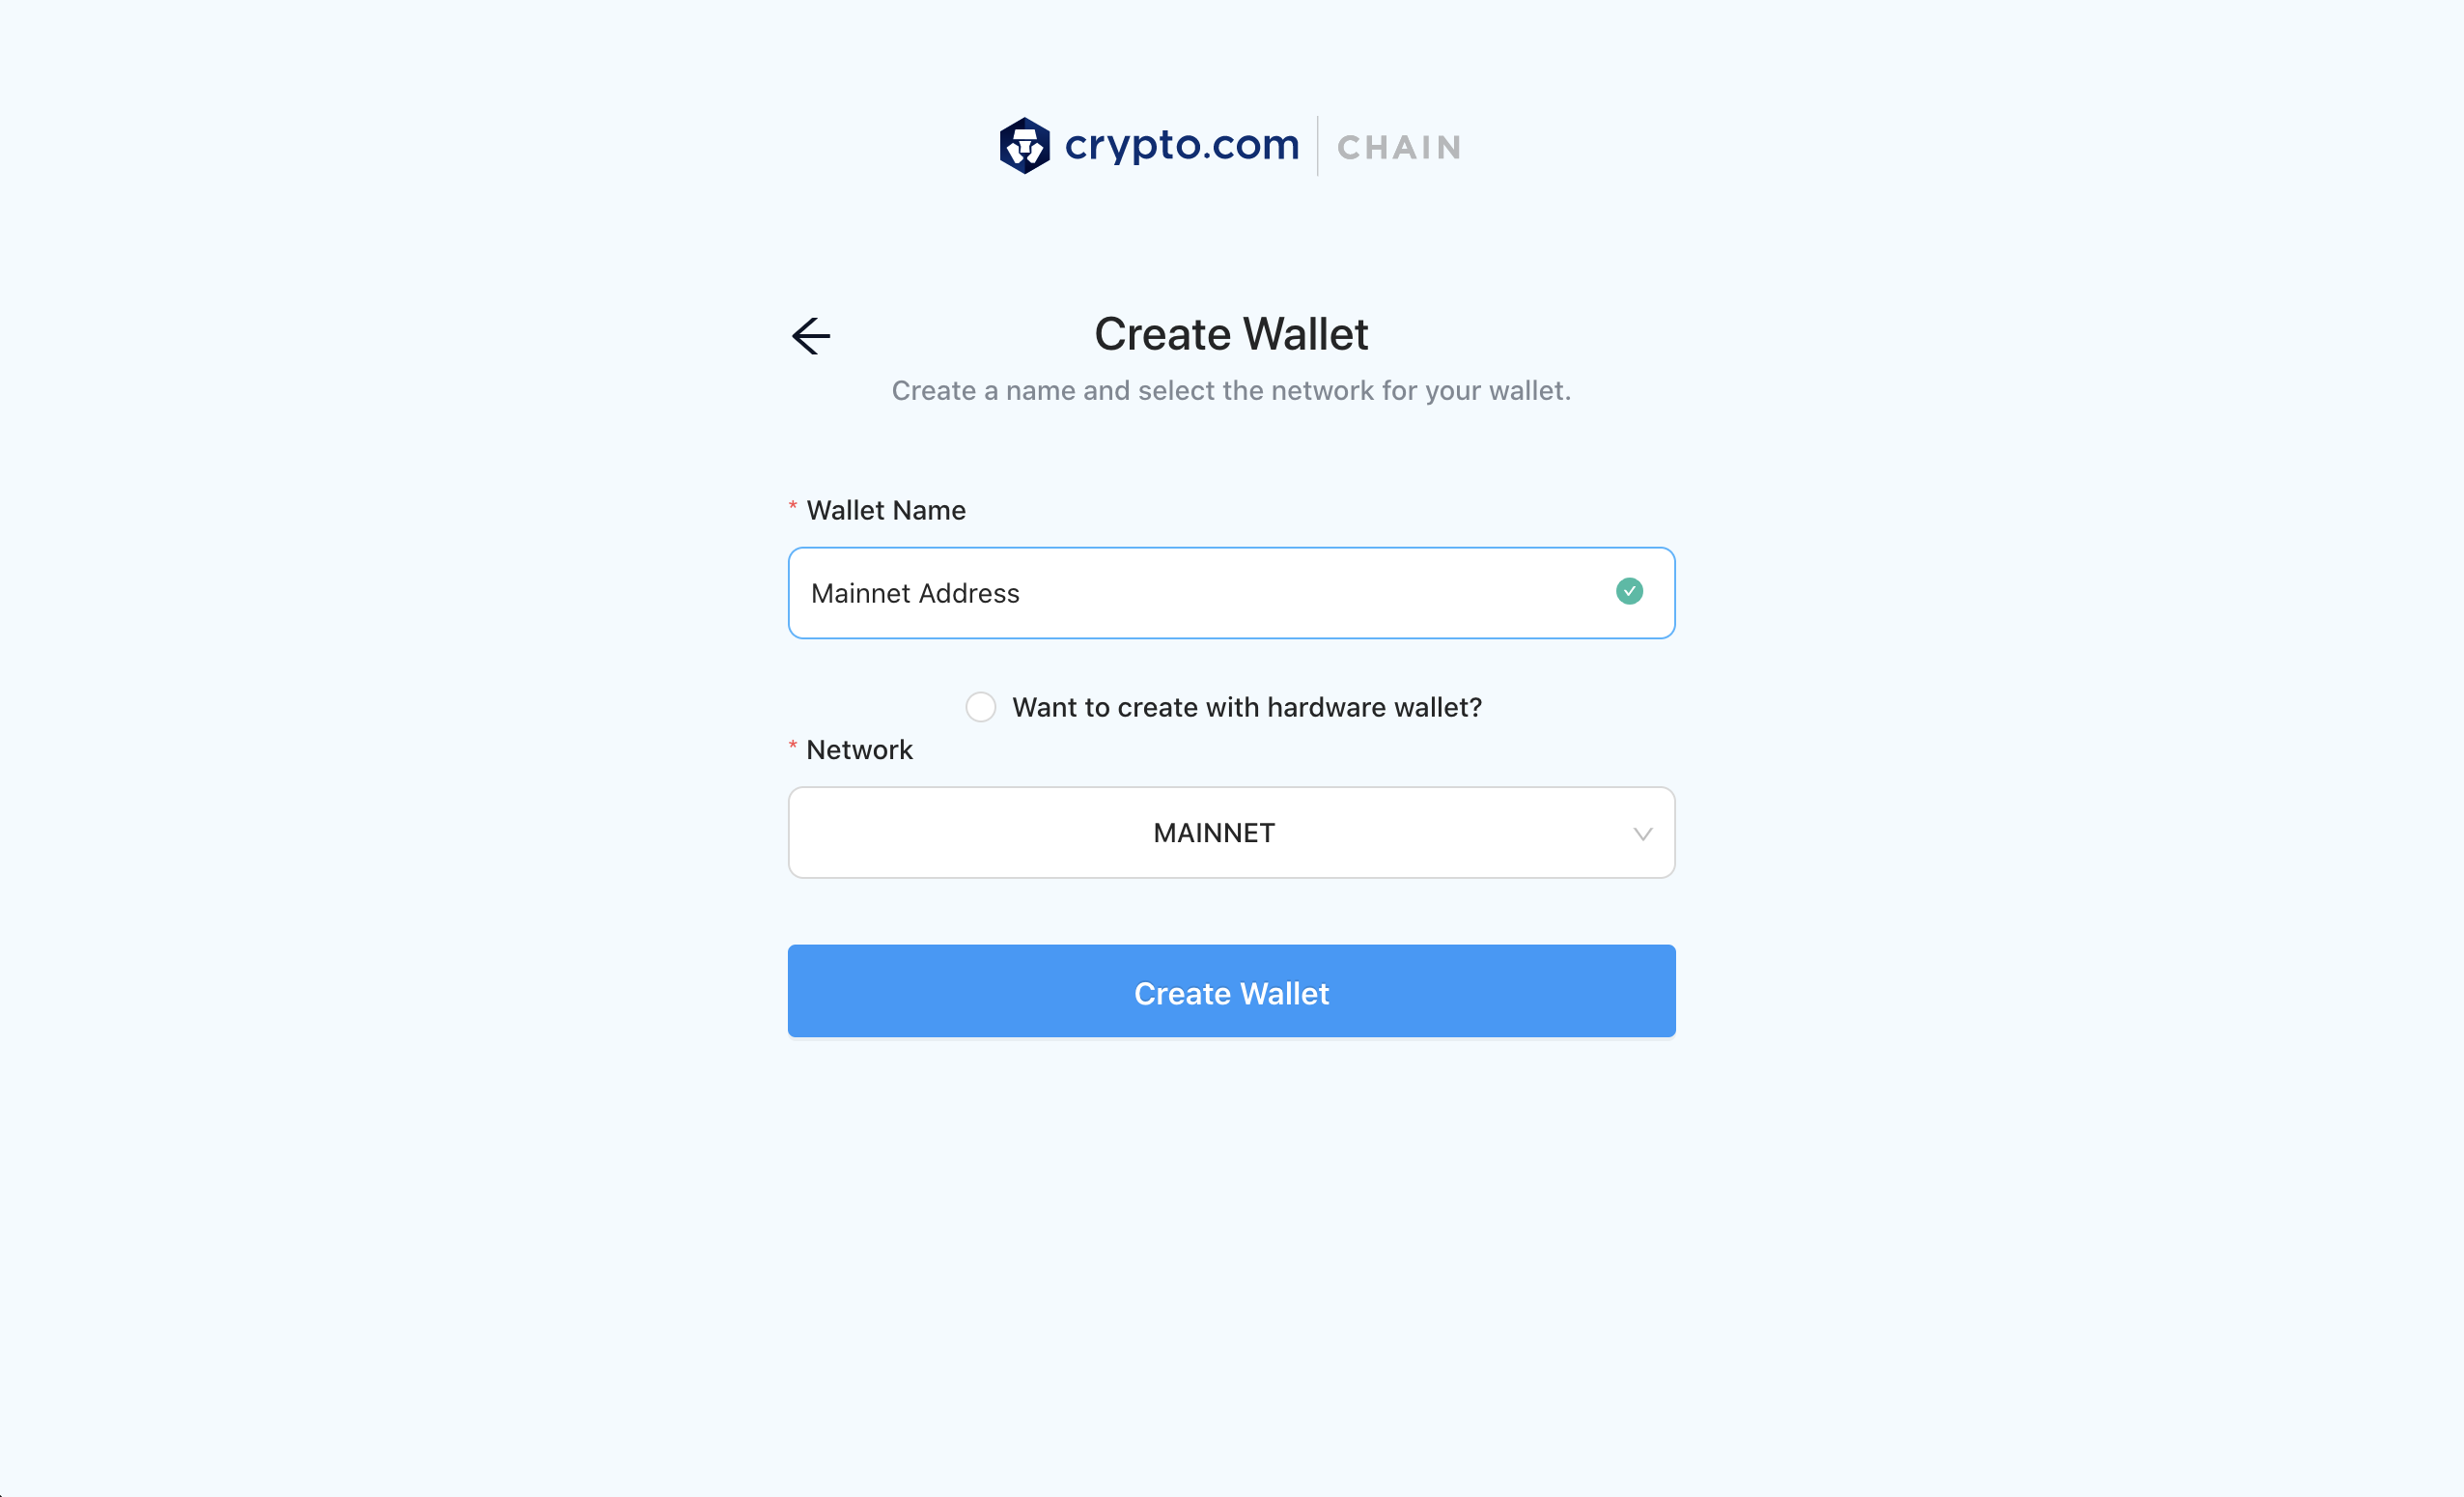 crypto.com | CHAIN
Create Wallet
Create a name and select the network for your wallet.
* Wallet Name
Mainnet Address
Want to create with hardware wallet?
* Network
MAINNET
Create Wallet